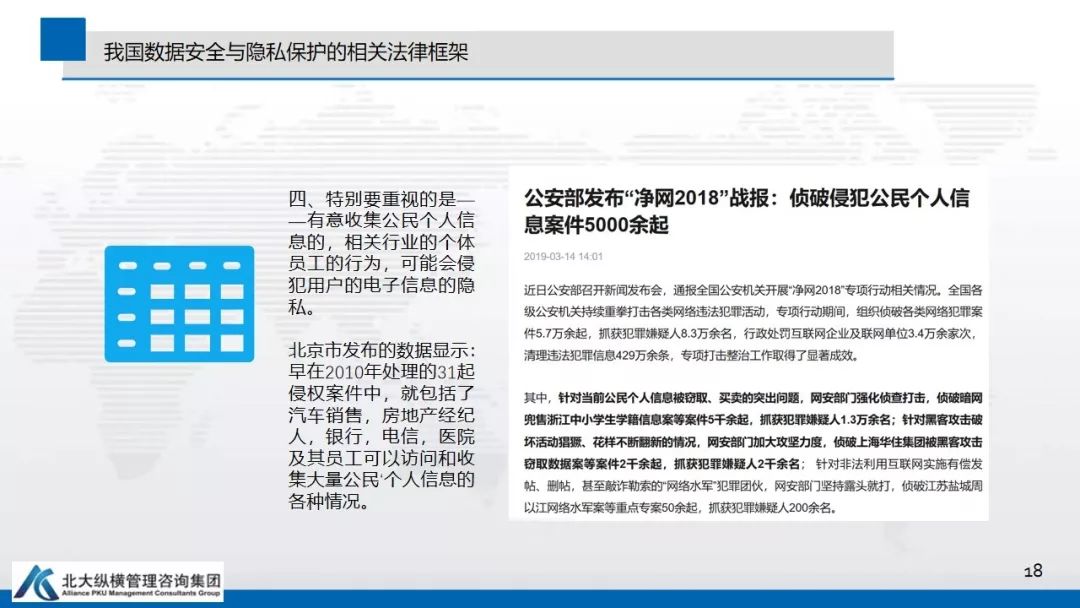 我国数据安全与隐私保护的相关法律框架
四、特别要重视的是—
—有意收集公民个人信
息的，相关行业的个体
员工的行为，可能会侵
犯用户的电子信息的隐
私。
北京市发布的数据显示：
早在2010年处理的31起
侵权案件中，就包括了
汽车销售，房地产经纪
人，银行，电信，医院
及其员工可以访问和收
集大量公民‘个人信息的
各种情况。
公安部发布“净网2018”战报：侦破侵犯公民个人信
息案件5000余起
2019-03-14 14:01
近日公安部召开新闻发布会，通报全国公安机关开展“净网2018”专项行动相关情况。全国各
级公安机关持续重拳打击各类网络违法犯罪活动，专项行动期间，组织侦破各类网络犯罪案
件5.7万余起，抓获犯罪嫌疑人8.3万余名，行政处罚互联网企业及联网单位3.4万余家次，
清理违法犯罪信息429万余条，专项打击整治工作取得了显著成效。
其中，针对当前公民个人信息被窃取、买卖的突出问题，网安部门强化侦查打击，侦破暗网
兜售浙江中小学生学籍信息案等案件5千余起，抓获犯罪嫌疑人1.3万余名；针对黑客攻击破
坏活动猖獗、花样不断翻新的情况，网安部门加大攻坚力度，侦破上海华住集团被黑客攻击
窃取数据案等案件2千余起，抓获犯罪嫌疑人2千余名；针对非法利用互联网实施有偿发
帖、删帖，甚至敲诈勒索的“网络水军”犯罪团伙，网安部门坚持露头就打，侦破江苏盐城周
以江网络水军案等重点专案50余起，抓获犯罪嫌疑人200余名。
北大纵横管理咨询集团
Alliance PKU Management Consultants Group
18